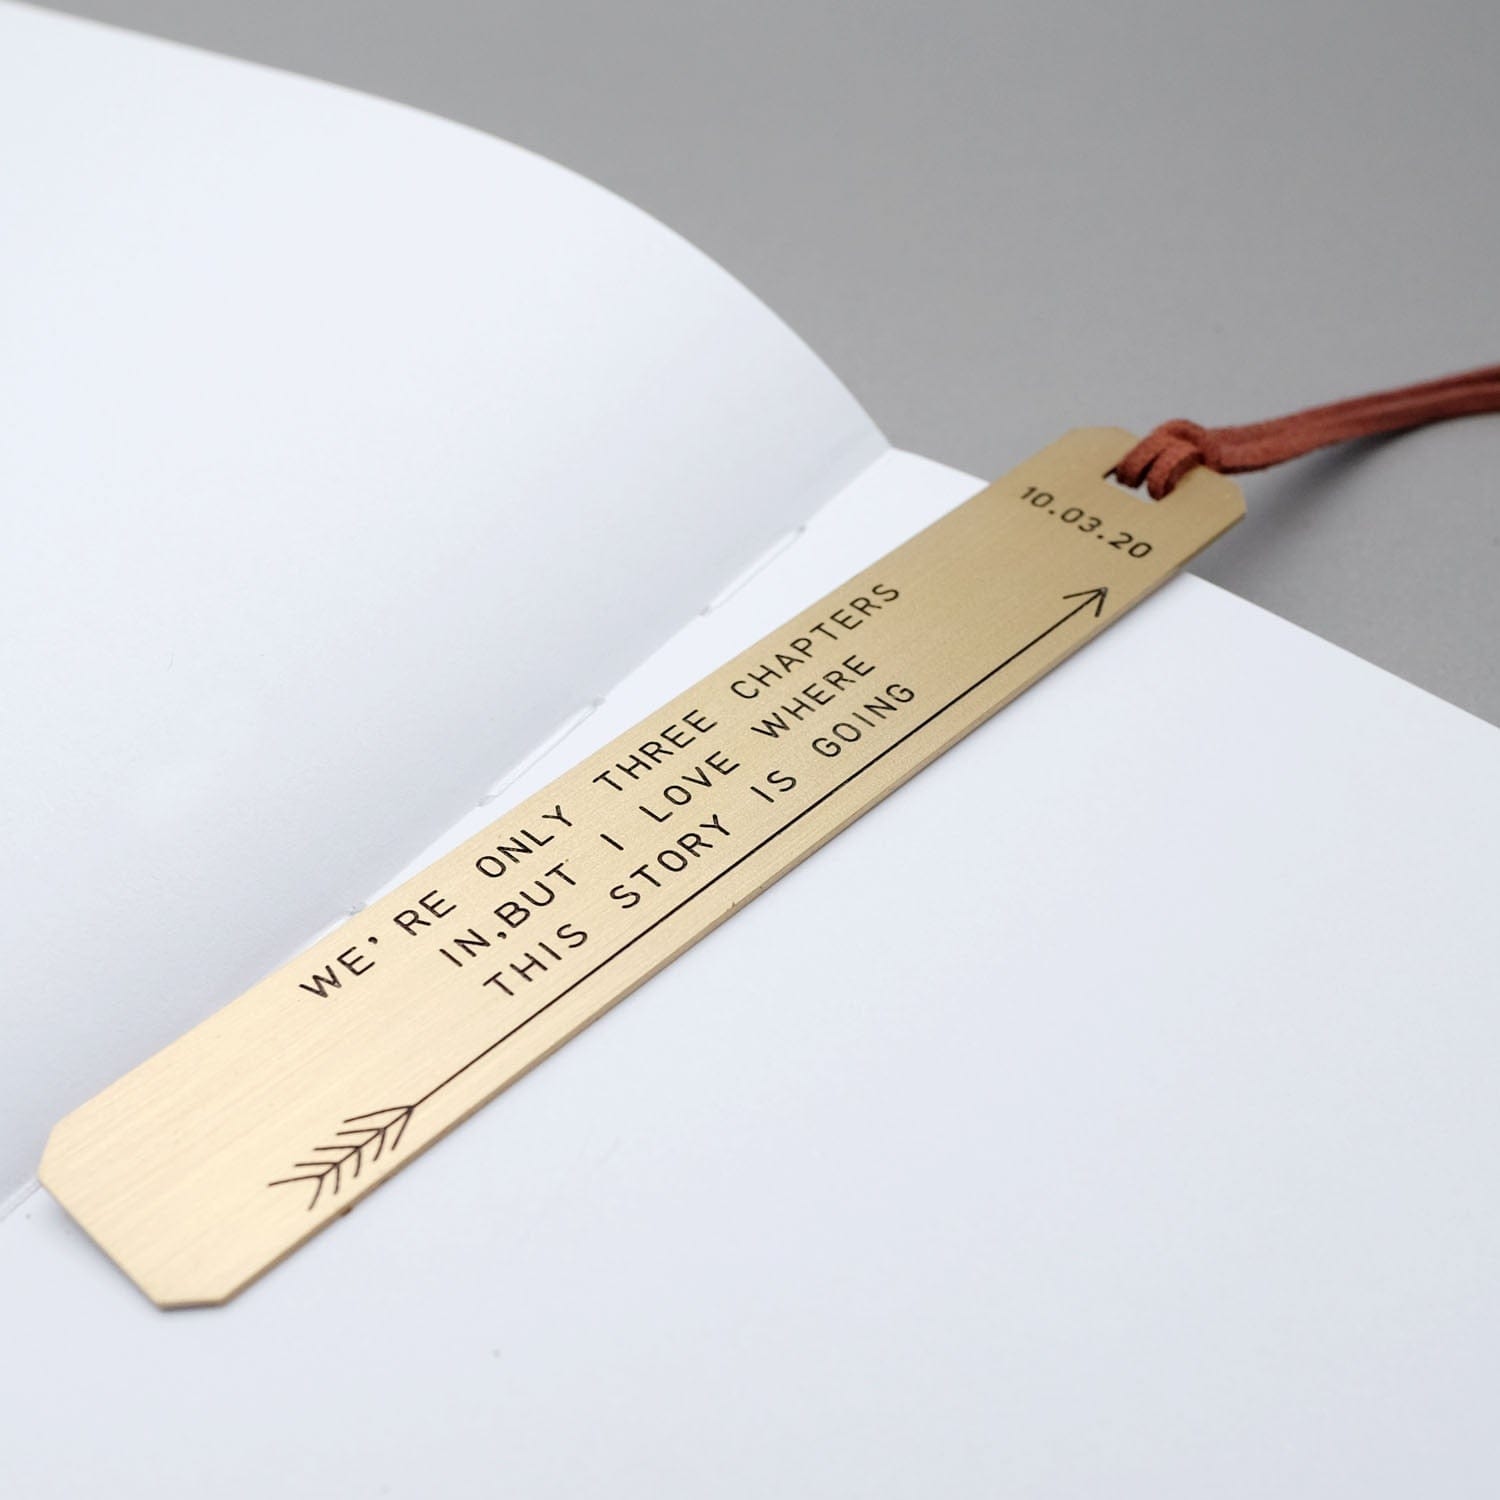 10.03.20
WE'RE ONLY THREE CHAPTERS
IN,BUT I LOVE WHERE
THIS STORY IS GOING